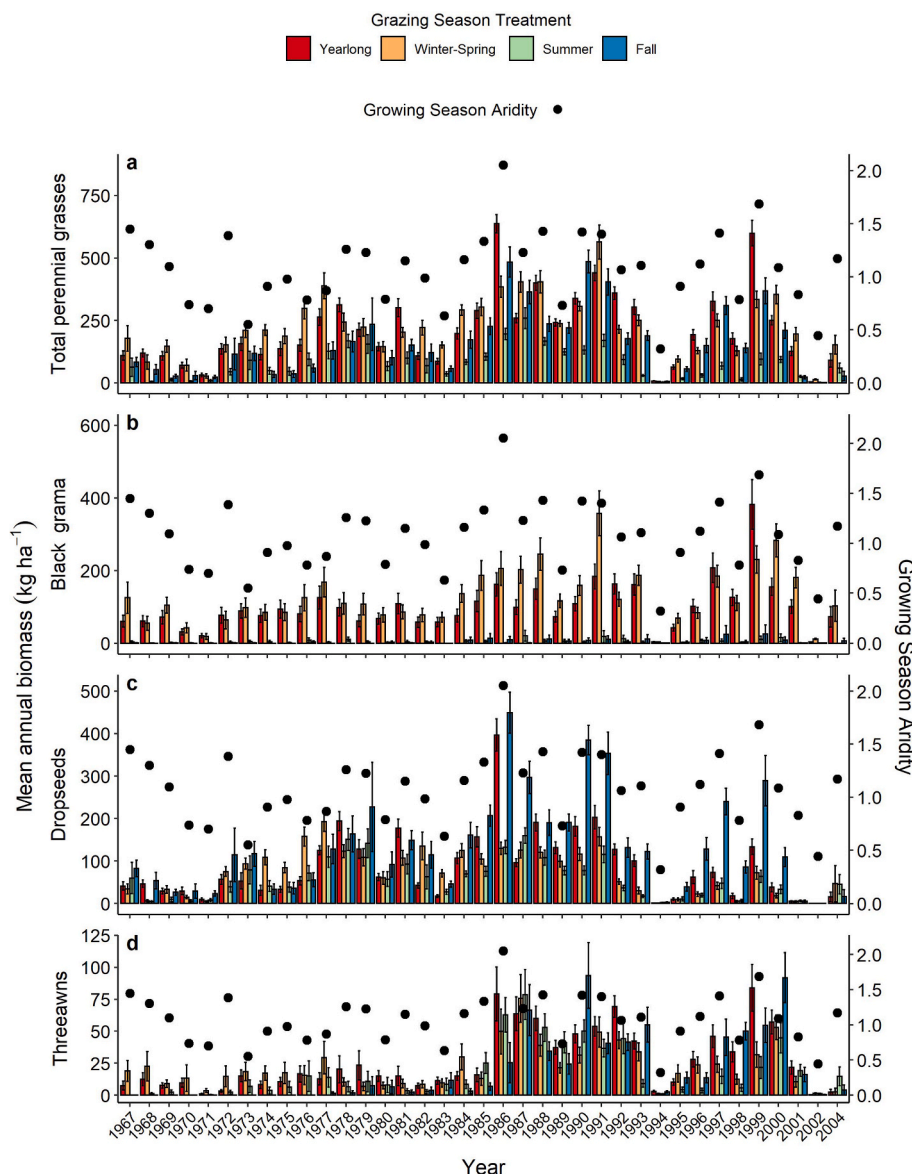 Grazing Season Treatment
Yearlong Winter-Spring Summer Fall
Growing Season Aridity
Mean annual biomass (kg ha⁻¹)
Growing Season Aridity
a
Total perennial grasses
750
500
250
0
2.0
1.5
1.0
0.5
0.0
b
Black grama
600
400
200
0
2.0
1.5
1.0
0.5
0.0
c
Dropseeds
500
400
300
200
100
0
2.0
1.5
1.0
0.5
0.0
d
Threeawns
125
100
75
50
25
0
2.0
1.5
1.0
0.5
0.0
1967 1968 1969 1970 1971 1972 1973 1974 1975 1976 1977 1978 1979 1980 1981 1982 1983 1984 1985 1986 1987 1988 1989 1990 1991 1992 1993 1994 1995 1996 1997 1998 1999 2000 2001 2002 2004
Year